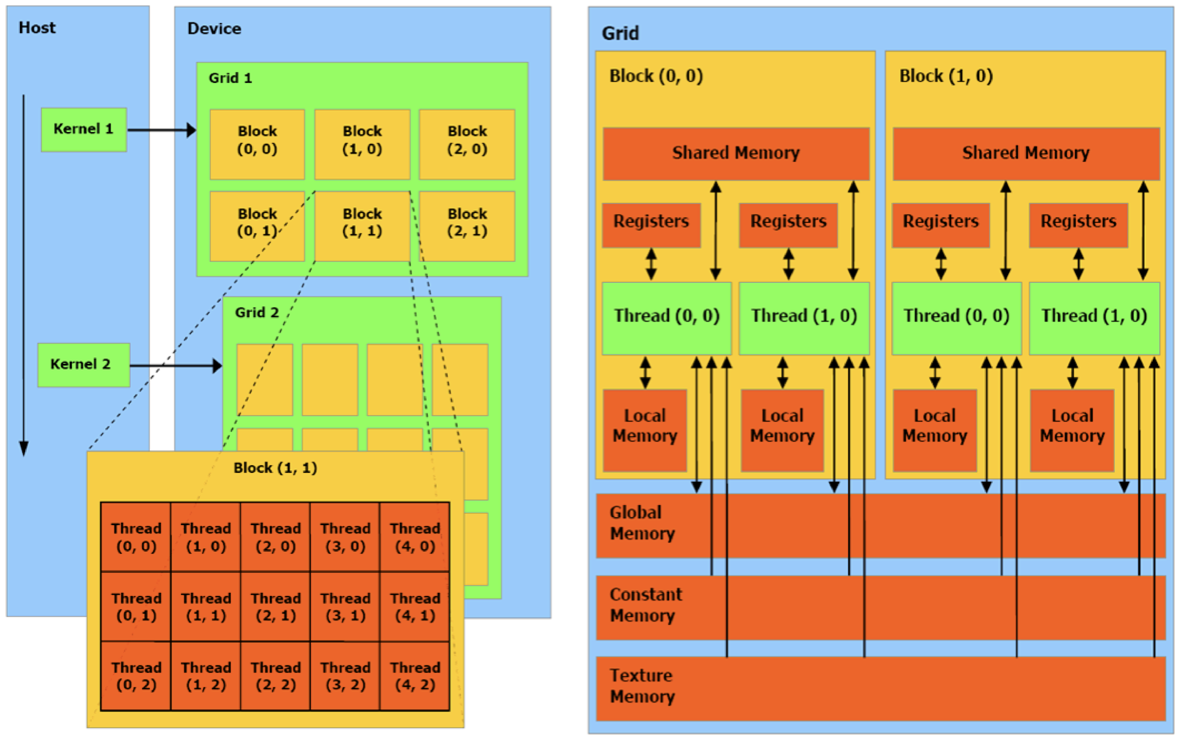 Host
Device
Grid 1
Kernel 1
Block
(0, 0)
Block
(1, 0)
Block
(2, 0)
Block
(0, 1)
Block
(1, 1)
Block
(2, 1)
Grid 2
Kernel 2
Block (1, 1)
Thread
(0, 0)
Thread
(1, 0)
Thread
(2, 0)
Thread
(3, 0)
Thread
(4, 0)
Thread
(0, 1)
Thread
(1, 1)
Thread
(2, 1)
Thread
(3, 1)
Thread
(4, 1)
Thread
(0, 2)
Thread
(1, 2)
Thread
(2, 2)
Thread
(3, 2)
Thread
(4, 2)
Grid
Block (0, 0)
Shared Memory
Registers
Registers
Thread (0, 0)
Thread (1, 0)
Local
Memory
Local
Memory
Block (1, 0)
Shared Memory
Registers
Registers
Thread (0, 0)
Thread (1, 0)
Local
Memory
Local
Memory
Global
Memory
Constant
Memory
Texture
Memory